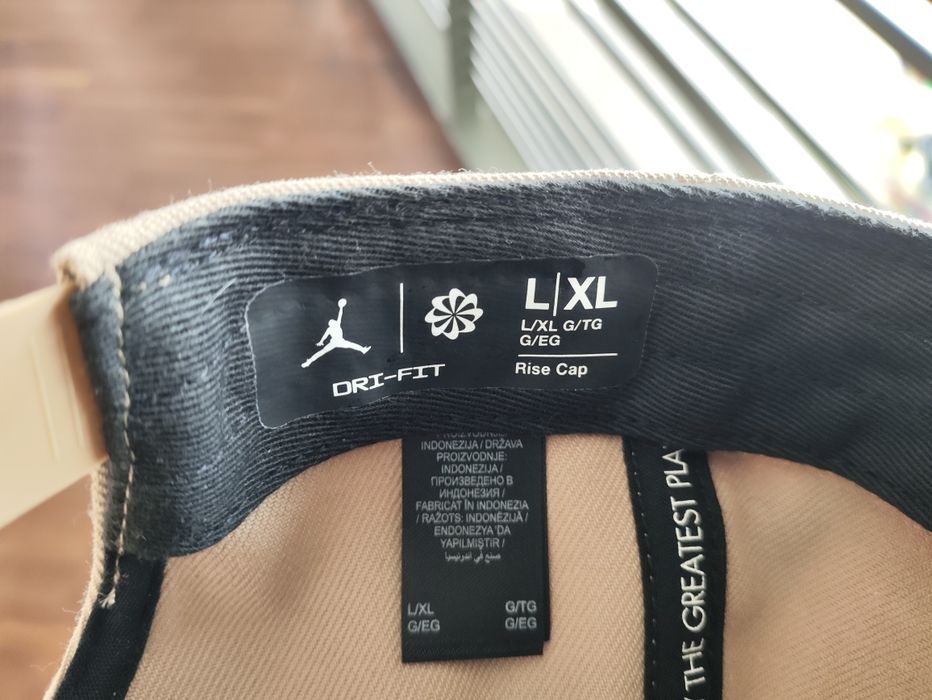 L|XL
L/XL G/TG
G/EG
Rise Cap
DRI-FIT
INDONEZIJA / DRŽAVA
PROIZVODNJE:
INDONEZIJA /
ПРОИЗВЕДЕНО В
ИНДОНЕЗИЯ /
FABRICAT ÎN INDONEZIA
/ RAŽOTS: INDONĒZIJĀ /
ENDONEZYA 'DA
YAPILMIŞTIR /
صنع في اندونيسيا
L/XL G/TG
G/EG G/EG
THE GREATEST PLA